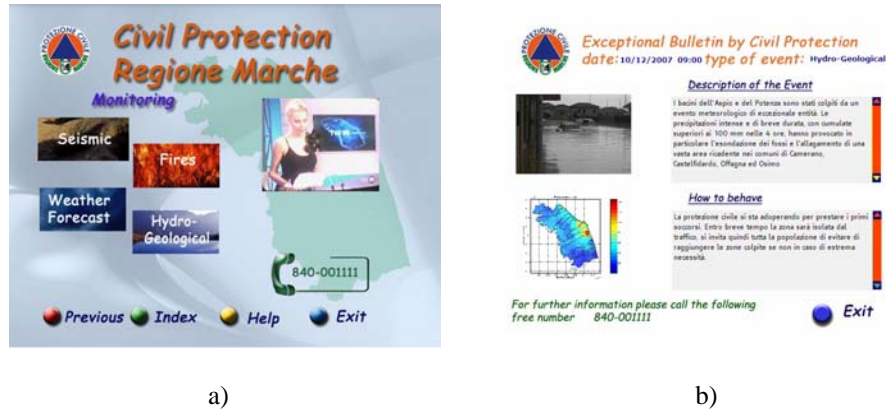 PROTEZIONE CIVILE
REGIONE MARCHE
Civil Protection
Regione Marche
Monitoring
Seismic
Fires
Weather
Forecast
Hydro-
Geological
840-001111
Previous
Index
Help
Exit
a)
PROTEZIONE CIVILE
REGIONE MARCHE
Exceptional Bulletin by Civil Protection
date: 10/12/2007 09:00 type of event: Hydro-Geological
Description of the Event
I bacini dell'Aspio e del Potenza sono stati colpiti da un
evento meteorologico di eccezionale entità. Le
precipitazioni intense e di breve durata, con cumulate
superiori ai 100 mm nelle 4 ore, hanno provocato in
particolare l'esondazione dei fossi e l'allagamento di una
vasta area ricadente nei comuni di Camerano,
Castelfidardo, Offagna ed Osimo
How to behave
La protezione civile si sta adoperando per prestare i primi
soccorsi. Entro breve tempo la zona sarà isolata dal
traffico, si invita quindi tutta la popolazione di evitare di
raggiungere le zone colpite se non in caso di estrema
necessità.
For further information please call the following
free number 840-001111
Exit
b)